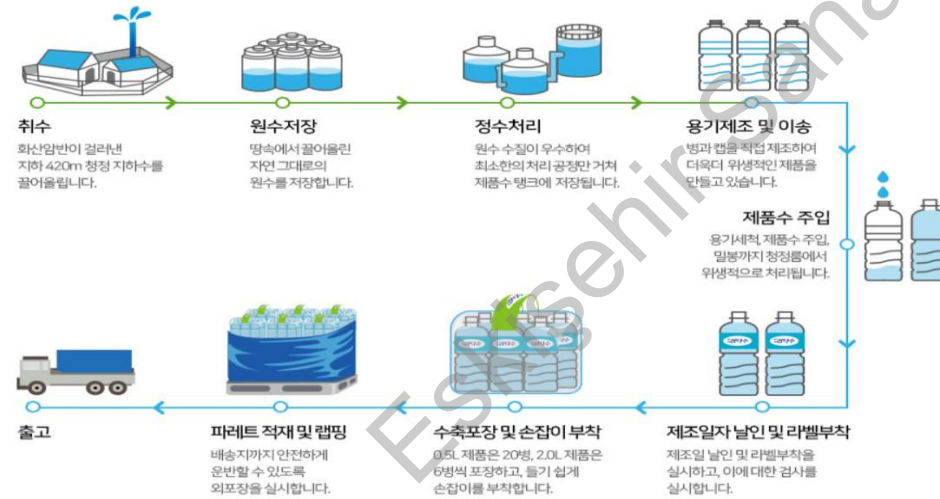 취수
화산암반이 걸러낸
지하 420m 청정 지하수를
끌어올립니다.
원수저장
땅속에서 끌어올린
자연 그대로의
원수를 저장합니다.
정수처리
원수 수질이 우수하여
최소한의 처리 공정만 거쳐
제품수 탱크에 저장됩니다.
용기제조 및 이송
병과 캡을 직접 제조하여
더욱더 위생적인 제품을
만들고 있습니다.
제품수 주입
용기세척, 제품수 주입,
밀봉까지 청정룸에서
위생적으로 처리됩니다.
제조일자 날인 및 라벨부착
제조일 날인 및 라벨부착을
실시하고, 이에 대한 검사를
실시합니다.
수축포장 및 손잡이 부착
0.5L 제품은 20병, 2.0L 제품은
6병씩 포장하고, 들기 쉽게
손잡이를 부착합니다.
파레트 적재 및 랩핑
배송지까지 안전하게
운반할 수 있도록
외포장을 실시합니다.
출고
Eskisehir Sana